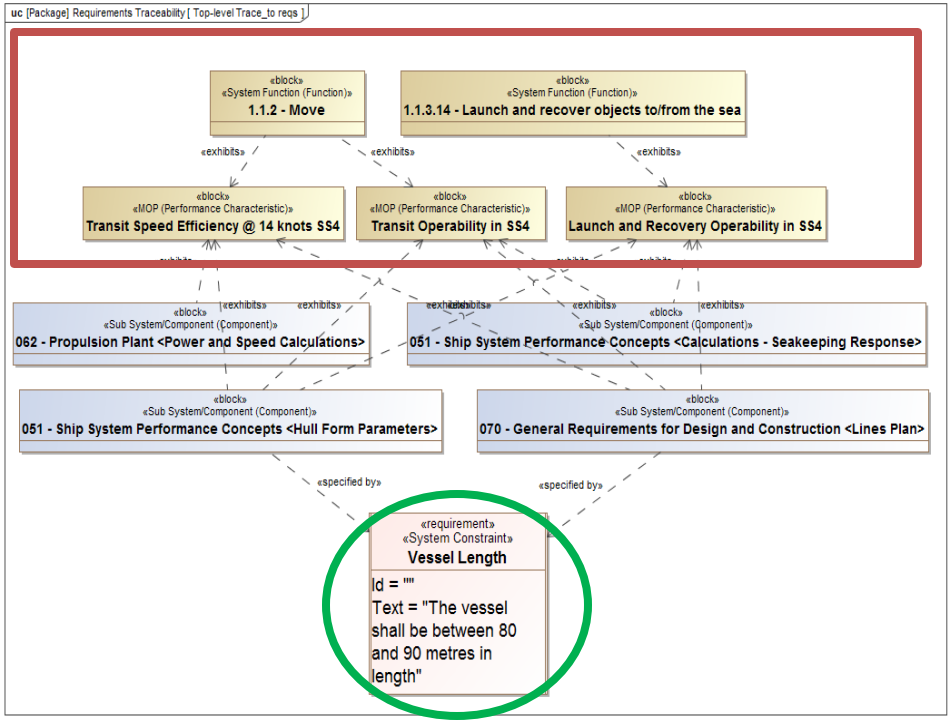 uc [Package] Requirements Traceability [ Top-level Trace_to reqs ]
«block»
«System Function (Function)»
1.1.2 - Move
«block»
«System Function (Function)»
1.1.3.14 - Launch and recover objects to/from the sea
«exhibits»
«exhibits»
«exhibits»
«block»
«MOP (Performance Characteristic)»
Transit Speed Efficiency @ 14 knots SS4
«block»
«MOP (Performance Characteristic)»
Transit Operability in SS4
«block»
«MOP (Performance Characteristic)»
Launch and Recovery Operability in SS4
«exhibits»
«exhibits»
«exhibits»
«exhibits»
«exhibits»
«exhibits»
«exhibits»
«exhibits»
«block»
«Sub System/Component (Component)»
062 - Propulsion Plant <Power and Speed Calculations>
«block»
«Sub System/Component (Component)»
051 - Ship System Performance Concepts <Calculations - Seakeeping Response>
«block»
«Sub System/Component (Component)»
051 - Ship System Performance Concepts <Hull Form Parameters>
«block»
«Sub System/Component (Component)»
070 - General Requirements for Design and Construction <Lines Plan>
«specified by»
«specified by»
«requirement»
«System Constraint»
Vessel Length
Id = ""
Text = "The vessel
shall be between 80
and 90 metres in
length"